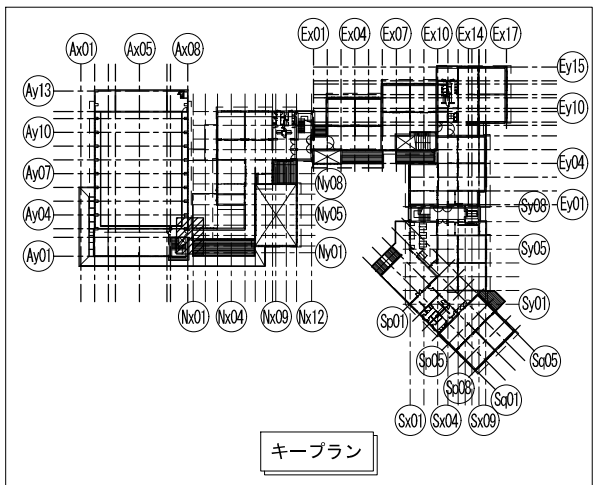 Ax01 Ax05 Ax08 Ex01 Ex04 Ex07 Ex10 Ex14 Ex17
Ay13
Ay10
Ay07
Ay04
Ay01
Ey15
Ey10
Ey04
Ey01
Ny08
Ny05
Ny01
Sy08
Sy05
Sy01
Nx01 Nx04 Nx09 Nx12
Sp01
Sp05
Sp08
Sq05
Sq01
Sx01 Sx04 Sx09
キープラン